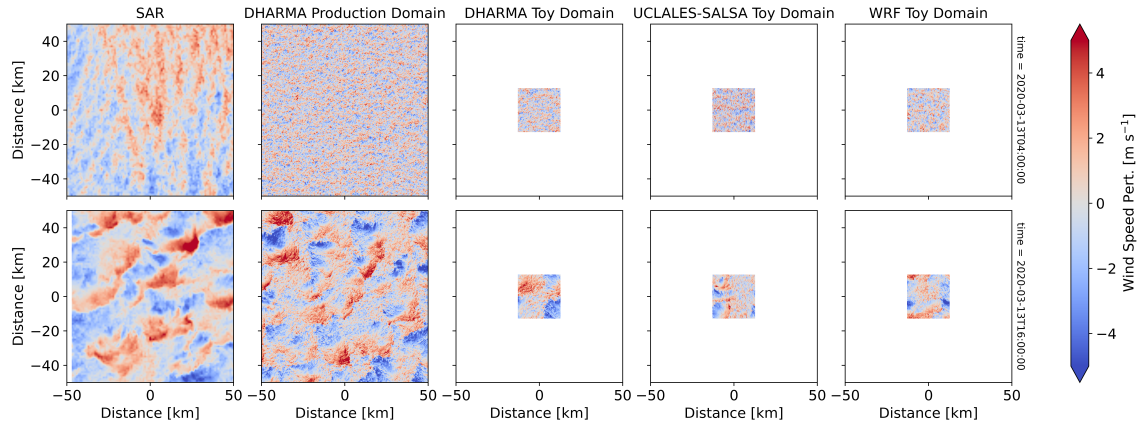 SAR
DHARMA Production Domain
DHARMA Toy Domain
UCLALES-SALSA Toy Domain
WRF Toy Domain
Distance [km]
40
20
0
−20
−40
time = 2020-03-13T04:00:00
Distance [km]
40
20
0
−20
−40
time = 2020-03-13T16:00:00
−50 0 50
−50 0 50
−50 0 50
−50 0 50
−50 0 50
Distance [km]
Distance [km]
Distance [km]
Distance [km]
Distance [km]
4
2
0
−2
−4
Wind Speed Pert. [m s⁻¹]